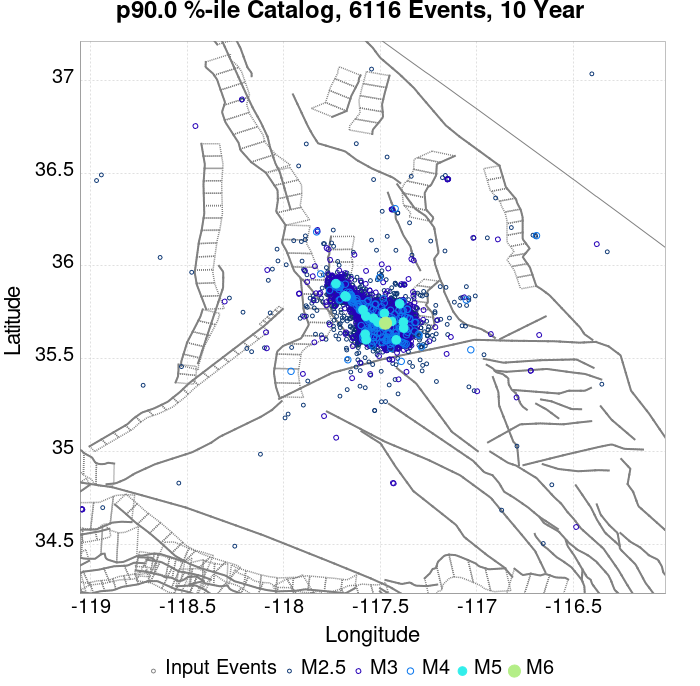 p90.0 %-ile Catalog, 6116 Events, 10 Year
37
36.5
36
35.5
35
34.5
Latitude
-119 -118.5 -118 -117.5 -117 -116.5
Longitude
Input Events M2.5 M3 M4 M5 M6